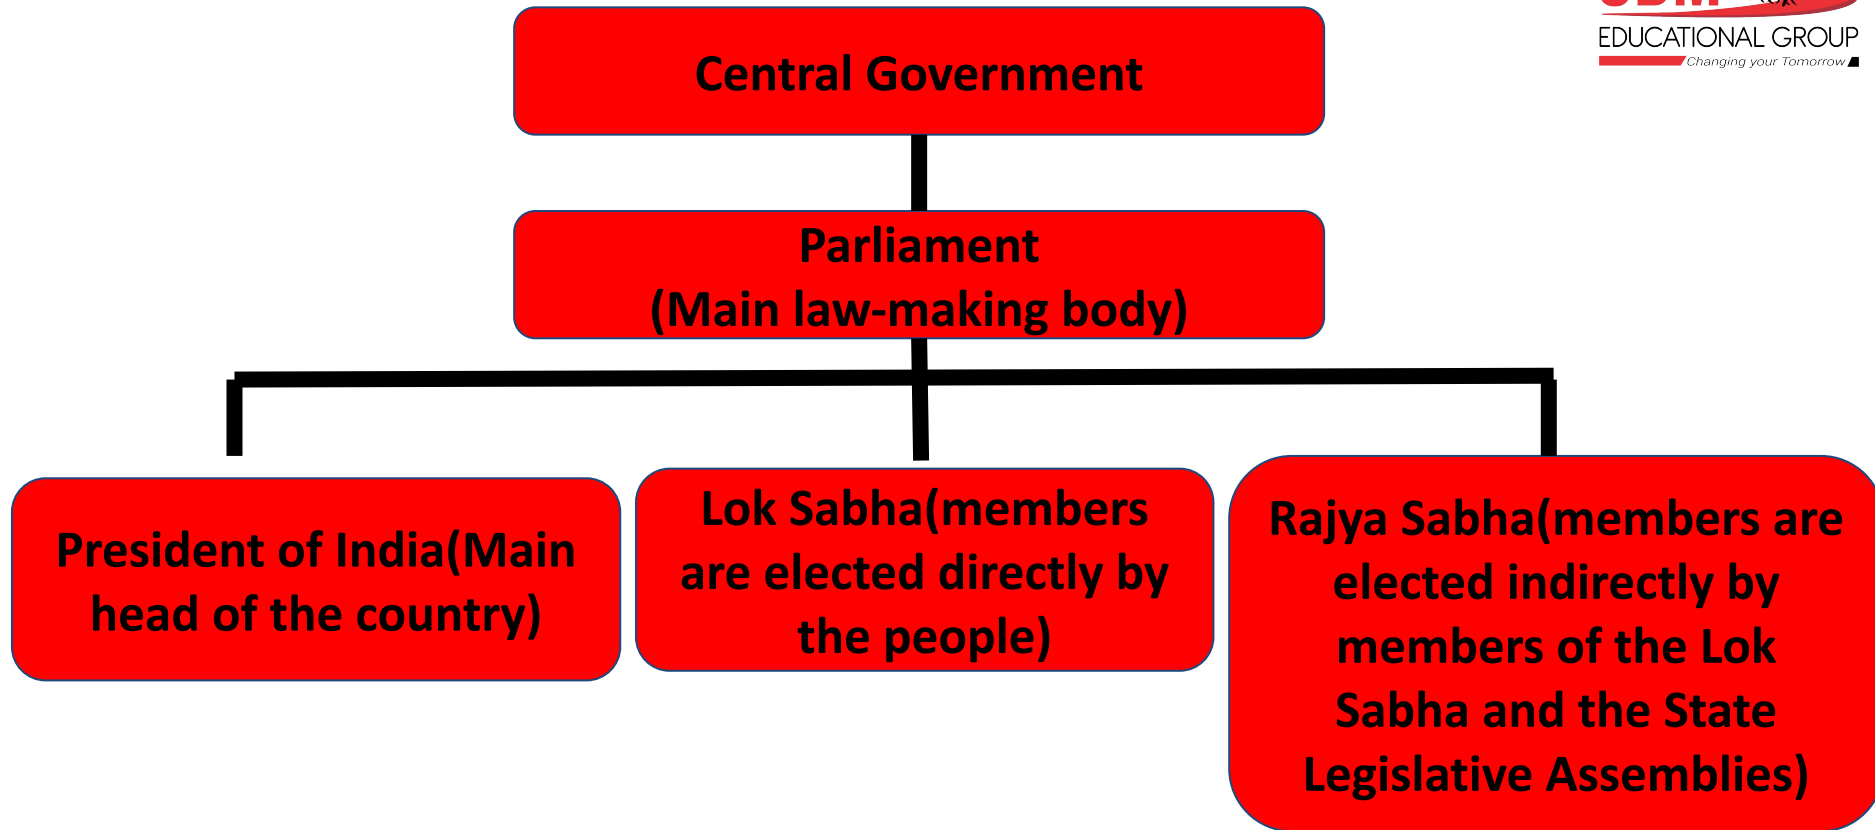 EDUCATIONAL GROUP
Changing your Tomorrow
Central Government
Parliament
(Main law-making body)
President of India(Main
head of the country)
Lok Sabha(members
are elected directly by
the people)
Rajya Sabha(members are
elected indirectly by
members of the Lok
Sabha and the State
Legislative Assemblies)